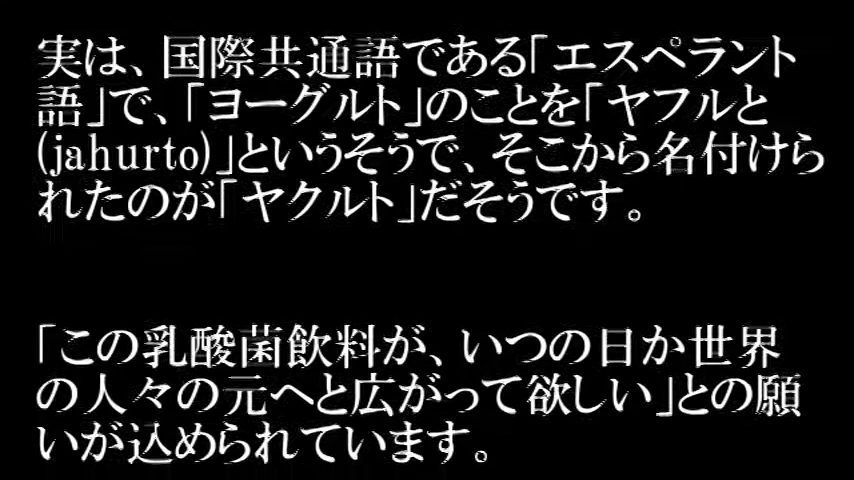 実は、国際共通語である「エスペラント
語」で、「ヨーグルト」のことを「ヤフルと
(jahurto)」というそうで、そこから名付けら
れたのが「ヤクルト」だそうです。
「この乳酸菌飲料が、いつの日か世界
の人々の元へと広がって欲しい」との願
いが込められています。